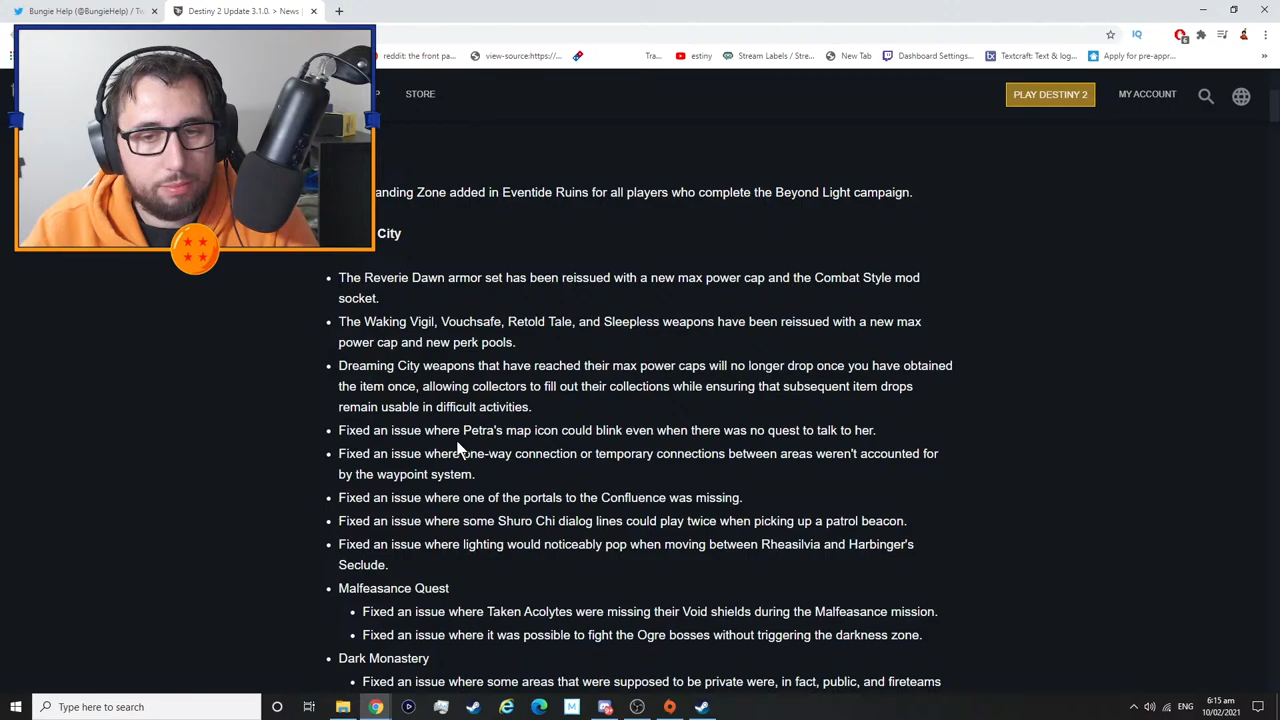 Bungie Help (@BungieHelp) / Tw
Destiny 2 Update 3.1.0. > News |
reddit: the front pa...
view-source:https://...
Tra...
estiny
Stream Labels / Stre...
New Tab
Dashboard Settings...
Textcraft: Text & log...
Apply for pre-appr...
STORE
PLAY DESTINY 2
MY ACCOUNT
anding Zone added in Eventide Ruins for all players who complete the Beyond Light campaign.
City
The Reverie Dawn armor set has been reissued with a new max power cap and the Combat Style mod
socket.
The Waking Vigil, Vouchsafe, Retold Tale, and Sleepless weapons have been reissued with a new max
power cap and new perk pools.
Dreaming City weapons that have reached their max power caps will no longer drop once you have obtained
the item once, allowing collectors to fill out their collections while ensuring that subsequent item drops
remain usable in difficult activities.
Fixed an issue where Petra's map icon could blink even when there was no quest to talk to her.
Fixed an issue where one-way connection or temporary connections between areas weren't accounted for
by the waypoint system.
Fixed an issue where one of the portals to the Confluence was missing.
Fixed an issue where some Shuro Chi dialog lines could play twice when picking up a patrol beacon.
Fixed an issue where lighting would noticeably pop when moving between Rheasilvia and Harbinger's
Seclude.
Malfeasance Quest
Fixed an issue where Taken Acolytes were missing their Void shields during the Malfeasance mission.
Fixed an issue where it was possible to fight the Ogre bosses without triggering the darkness zone.
Dark Monastery
Fixed an issue where some areas that were supposed to be private were, in fact, public, and fireteams
Type here to search
ENG
6:15 am
10/02/2021